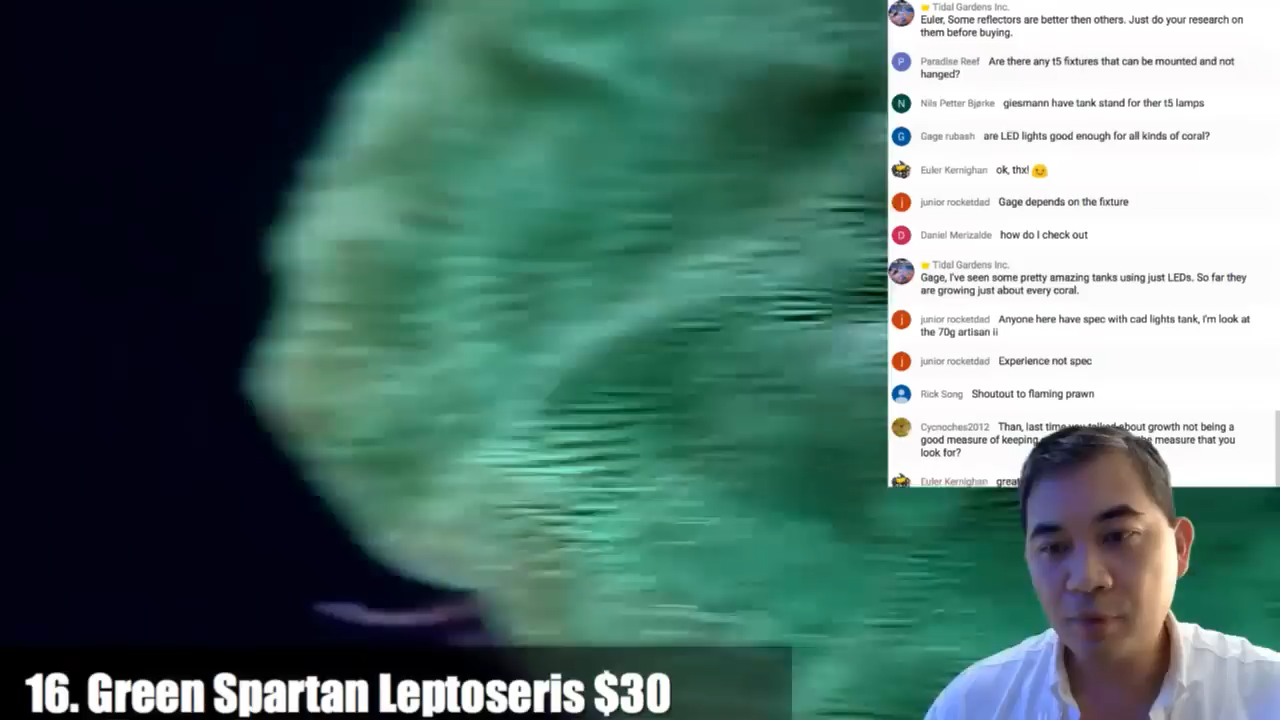 Tidal Gardens Inc.
Euler, Some reflectors are better then others. Just do your research on
them before buying.
P
Paradise Reef Are there any t5 fixtures that can be mounted and not
hanged?
N
Nils Petter Bjørke giesmann have tank stand for ther t5 lamps
G
Gage rubash are LED lights good enough for all kinds of coral?
Euler Kernighan ok, thx!
j
junior rocketdad Gage depends on the fixture
D
Daniel Merizalde how do I check out
Tidal Gardens Inc.
Gage, I've seen some pretty amazing tanks using just LEDs. So far they
are growing just about every coral.
j
junior rocketdad Anyone here have spec with cad lights tank, I'm look at
the 70g artisan ii
j
junior rocketdad Experience not spec
Rick Song Shoutout to flaming prawn
Cycnoches2012 Than, last time you talked about growth not being a
good measure of keeping measure that you
look for?
Euler Kernighan great
16. Green Spartan Leptoseris $30